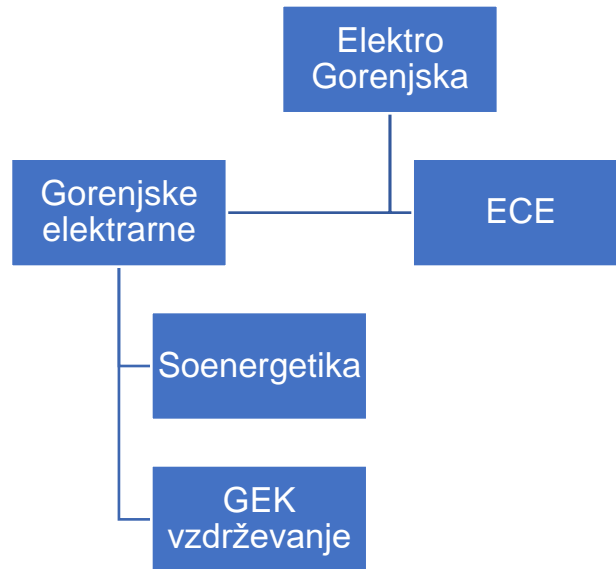 Elektro
Gorenjska
Gorenjske
elektrarne
ECE
Soenergetika
GEK
vzdrževanje